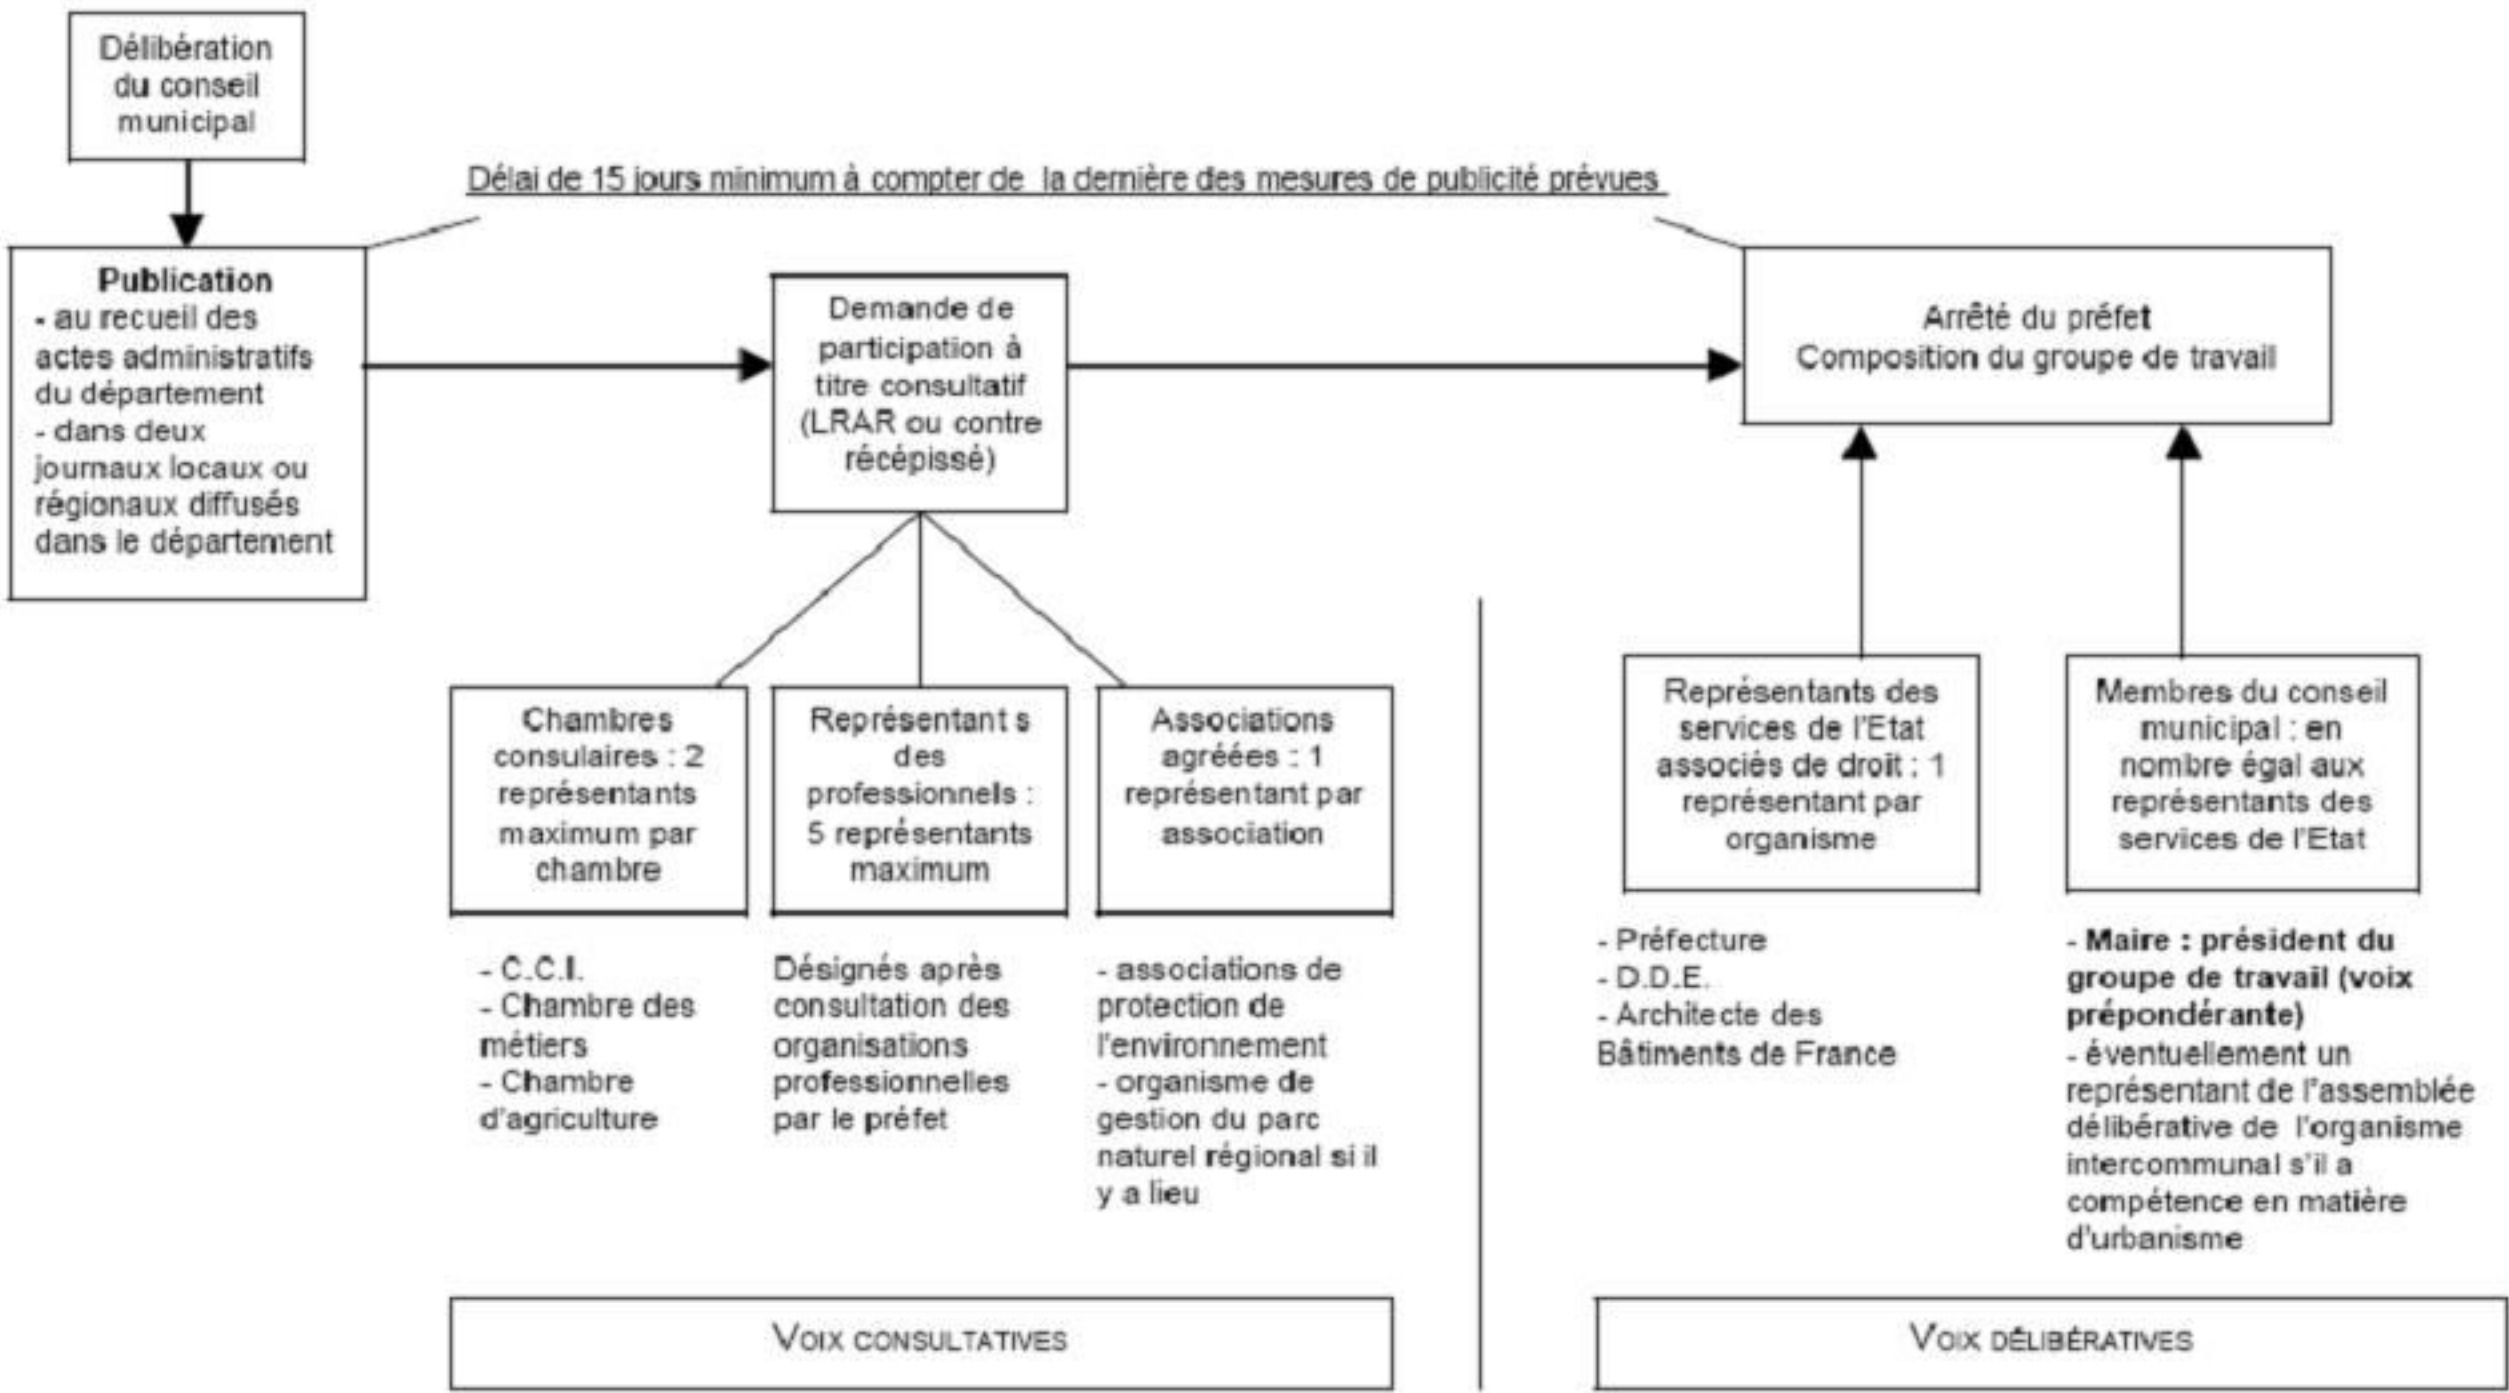 Délibération
du conseil
municipal
Délai de 15 jours minimum à compter de la dernière des mesures de publicité prévues
Publication
- au recueil des
actes administratifs
du département
- dans deux
journaux locaux ou
régionaux diffusés
dans le département
Demande de
participation à
titre consultatif
(LRAR ou contre
récépissé)
Arrêté du préfet
Composition du groupe de travail
Chambres
consulaires : 2
représentants
maximum par
chambre
Représentant s
des
professionnels :
5 représentants
maximum
Associations
agréées : 1
représentant par
association
Représentants des
services de l'Etat
associés de droit : 1
représentant par
organisme
Membres du conseil
municipal : en
nombre égal aux
représentants des
services de l'Etat
- C.C.I.
- Chambre des
métiers
- Chambre
d'agriculture
Désignés après
consultation des
organisations
professionnelles
par le préfet
- associations de
protection de
l'environnement
- organisme de
gestion du parc
naturel régional si il
y a lieu
- Préfecture
- D.D.E.
- Architecte des
Bâtiments de France
- Maire : président du
groupe de travail (voix
prépondérante)
- éventuellement un
représentant de l'assemblée
délibérative de l'organisme
intercommunal s'il a
compétence en matière
d'urbanisme
VOIX CONSULTATIVES
VOIX DÉLIBÉRATIVES